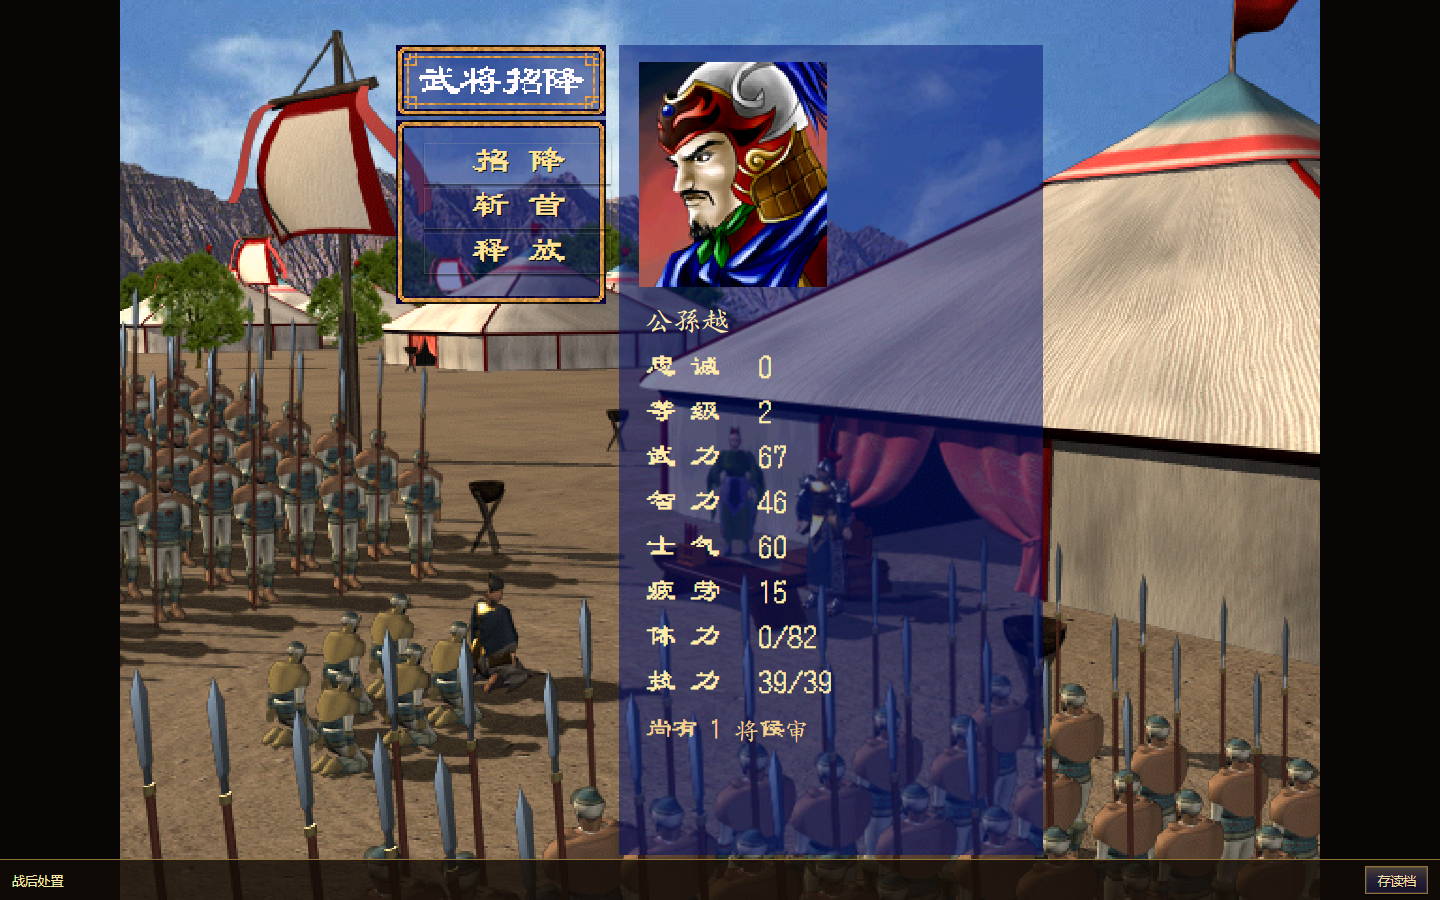 武将招降
招降
斩首
释放
公孫越
忠诚 0
等级 2
武力 67
智力 46
士气 60
疲劳 15
体力 0/82
技力 39/39
尚有 1 将候审
战后处置
存读档